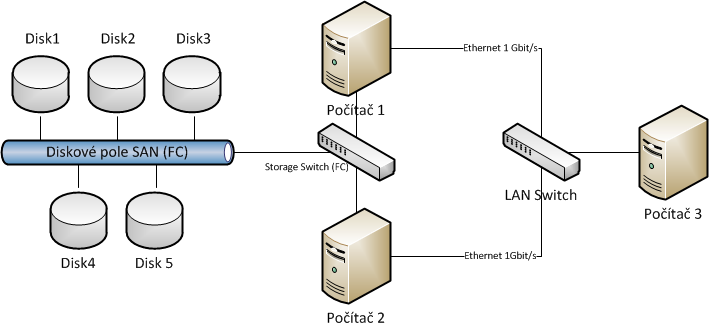 Disk1
Disk2
Disk3
Diskové pole SAN (FC)
Disk4
Disk 5
Počítač 1
Storage Switch (FC)
Počítač 2
Ethernet 1 Gbit/s
Ethernet 1Gbit/s
LAN Switch
Počítač 3